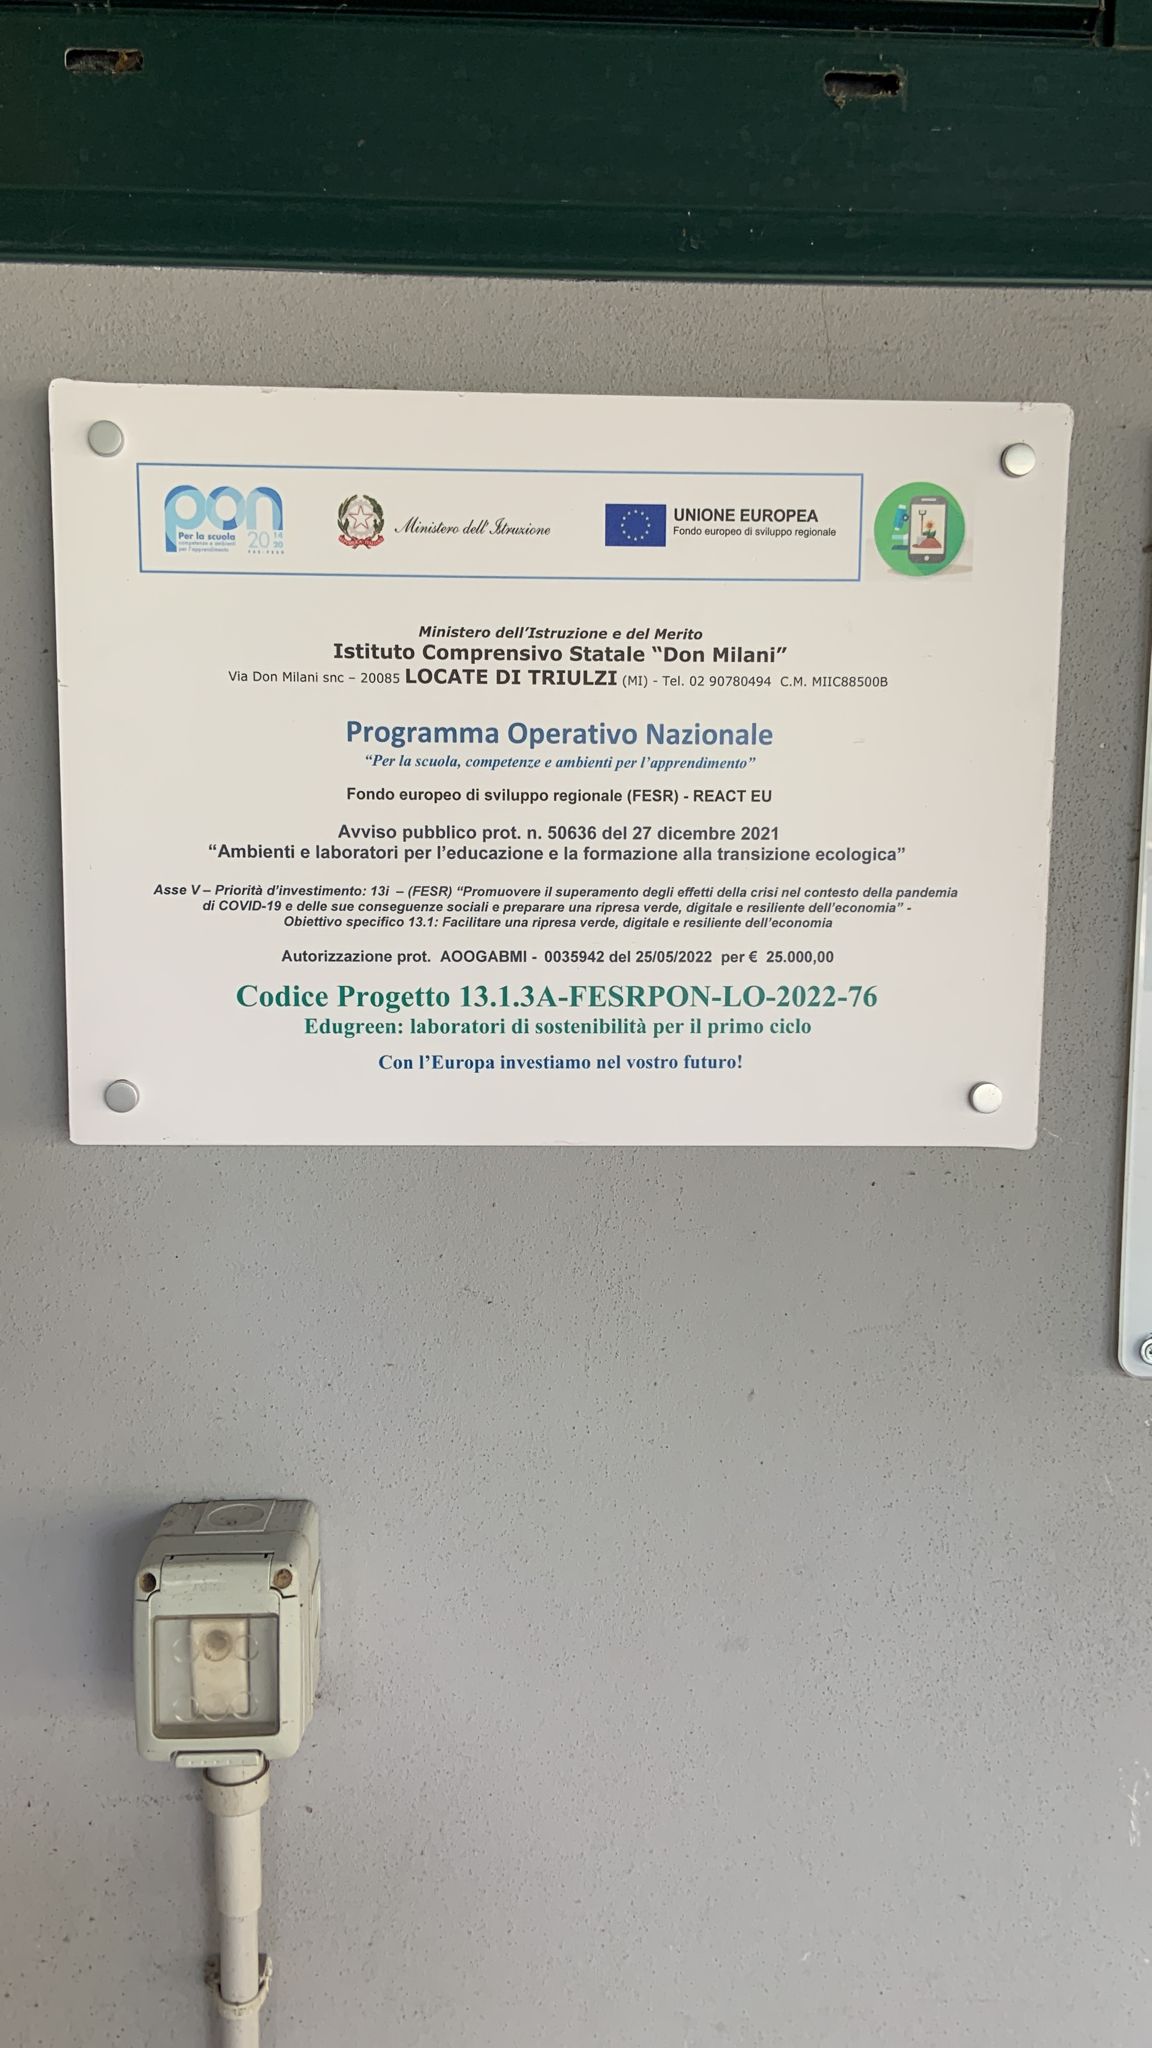 pon
Per la scuola
competenze e ambienti
per l'apprendimento
2014
20
FSE-FESR
Ministero dell'Istruzione
UNIONE EUROPEA
Fondo europeo di sviluppo regionale
Ministero dell'Istruzione e del Merito
Istituto Comprensivo Statale "Don Milani"
Via Don Milani snc – 20085 LOCATE DI TRIULZI (MI) - Tel. 02 90780494 C.M. MIIC88500B
Programma Operativo Nazionale
"Per la scuola, competenze e ambienti per l'apprendimento"
Fondo europeo di sviluppo regionale (FESR) - REACT EU
Avviso pubblico prot. n. 50636 del 27 dicembre 2021
"Ambienti e laboratori per l'educazione e la formazione alla transizione ecologica"
Asse V – Priorità d'investimento: 13i – (FESR) "Promuovere il superamento degli effetti della crisi nel contesto della pandemia
di COVID-19 e delle sue conseguenze sociali e preparare una ripresa verde, digitale e resiliente dell'economia" -
Obiettivo specifico 13.1: Facilitare una ripresa verde, digitale e resiliente dell'economia
Autorizzazione prot. AOOGABMI - 0035942 del 25/05/2022 per € 25.000,00
Codice Progetto 13.1.3A-FESRPON-LO-2022-76
Edugreen: laboratori di sostenibilità per il primo ciclo
Con l'Europa investiamo nel vostro futuro!